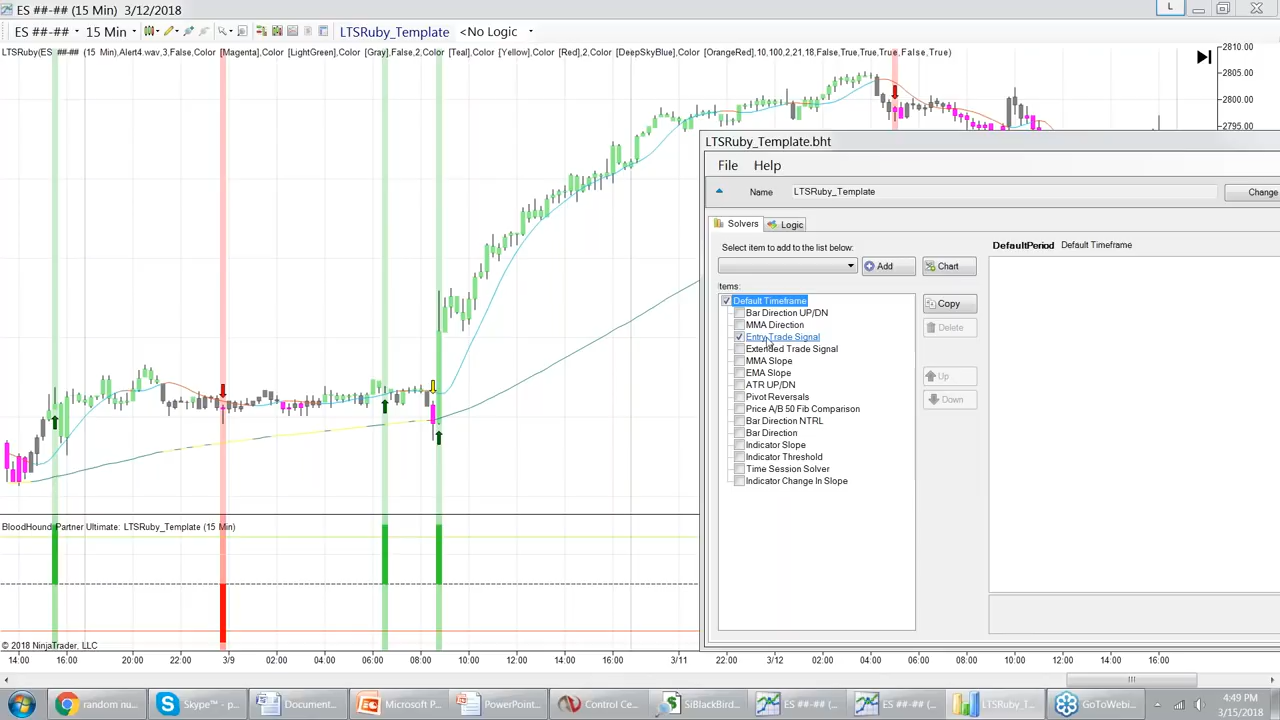 ES ##-## (15 Min) 3/12/2018
L
ES ##-##
15 Min
LTSRuby_Template
<No Logic
LTSRuby(ES ##-## (15 Min),Alert4.wav,3,False,Color [Magenta],Color [LightGreen],Color [Gray],False,2,Color [Teal],Color [Yellow],Color [Red],2,Color [DeepSkyBlue],Color [OrangeRed],10,100,2,21,18,False,True,True,True,False,True)
2810.00
2805.00
2800.00
2795.00
LTSRuby_Template.bht
File Help
Name LTSRuby_Template
Change
Solvers Logic
Select item to add to the list below:
Add
Chart
DefaultPeriod Default Timeframe
Items:
Default Timeframe
Bar Direction UP/DN
MMA Direction
Entry Trade Signal
Extended Trade Signal
MMA Slope
EMA Slope
ATR UP/DN
Pivot Reversals
Price A/B 50 Fib Comparison
Bar Direction NTRL
Bar Direction
Indicator Slope
Indicator Threshold
Time Session Solver
Indicator Change In Slope
Copy
Delete
Up
Down
BloodHound Partner Ultimate: LTSRuby_Template (15 Min)
© 2018 NinjaTrader, LLC
14:00 16:00 20:00 22:00 3/9 02:00 04:00 06:00 08:00 10:00 12:00 14:00 16:00 3/11 22:00 3/12 02:00 04:00 06:00 08:00 10:00 14:00 16:00
random nu...
Skype™ - p...
Document...
Microsoft P...
PowerPoint...
Control Ce...
SiBlackBird...
ES ##-## (...
ES ##-## (...
LTSRuby_T...
GoToWebi...
4:49 PM
3/15/2018